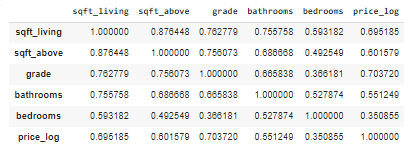 sqft_living sqft_above grade bathrooms bedrooms price_log
sqft_living 1.000000 0.876448 0.762779 0.755758 0.593182 0.695185
sqft_above 0.876448 1.000000 0.756073 0.686668 0.492549 0.601579
grade 0.762779 0.756073 1.000000 0.665838 0.366181 0.703720
bathrooms 0.755758 0.686668 0.665838 1.000000 0.527874 0.551249
bedrooms 0.593182 0.492549 0.366181 0.527874 1.000000 0.350855
price_log 0.695185 0.601579 0.703720 0.551249 0.350855 1.000000